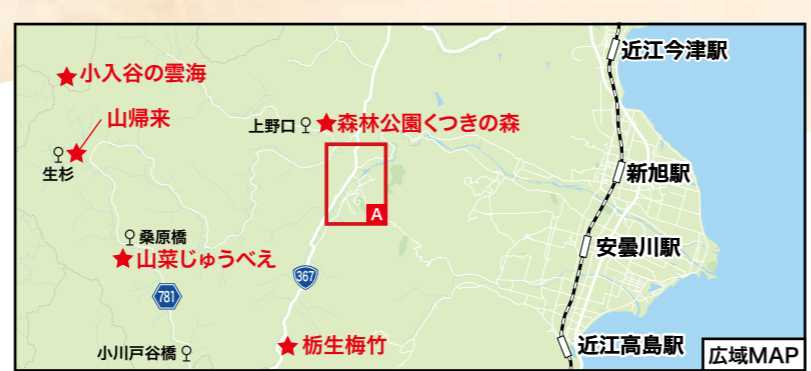 近江今津駅
小入谷の雲海
山帰来
上野口
森林公園くつきの森
生杉
新旭駅
A
桑原橋
山菜じゅうべえ
安曇川駅
367
781
小川戸谷橋
栃生梅竹
近江高島駅
広域MAP